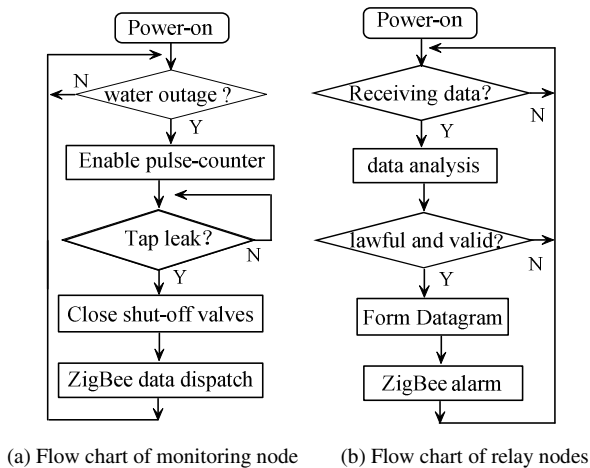 Power-on
N
water outage ?
Y
Enable pulse-counter
Tap leak?
N
Y
Close shut-off valves
ZigBee data dispatch
(a) Flow chart of monitoring node
Power-on
Receiving data?
N
Y
data analysis
lawful and valid?
N
Y
Form Datagram
ZigBee alarm
(b) Flow chart of relay nodes